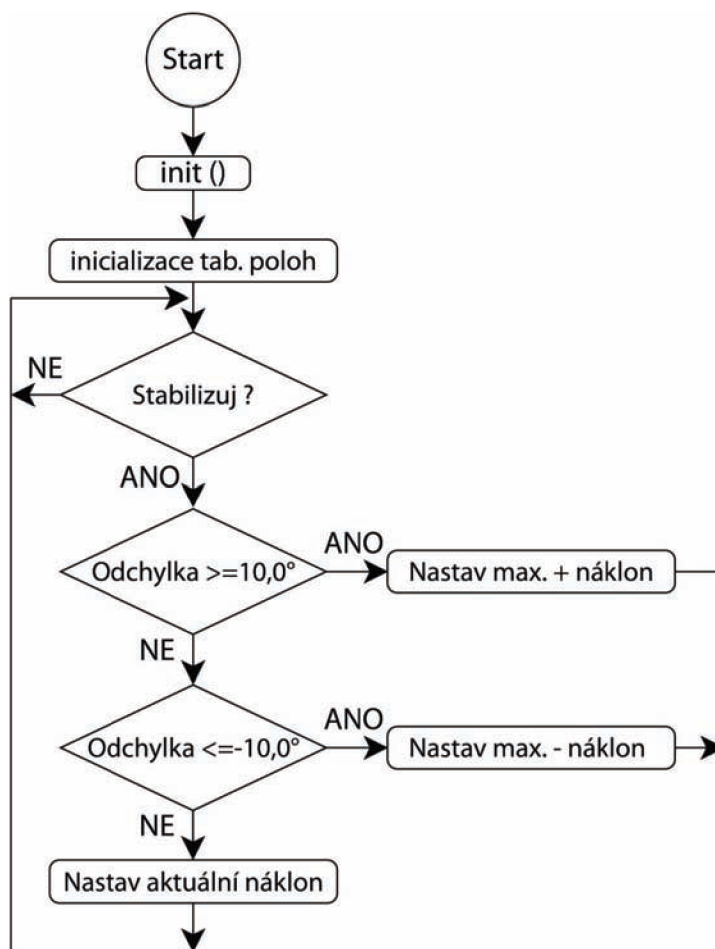 Start
init ()
inicializace tab. poloh
NE
Stabilizuj ?
ANO
Odchylka >=10,0°
ANO
Nastav max. + náklon
NE
Odchylka <=-10,0°
ANO
Nastav max. - náklon
NE
Nastav aktuální náklon